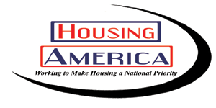 HOUSING
AMERICA
Working to Make Housing a National Priority